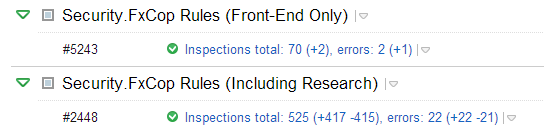 Security.FxCop Rules (Front-End Only)
#5243 Inspections total: 70 (+2), errors: 2 (+1)
Security.FxCop Rules (Including Research)
#2448 Inspections total: 525 (+417 -415), errors: 22 (+22 -21)